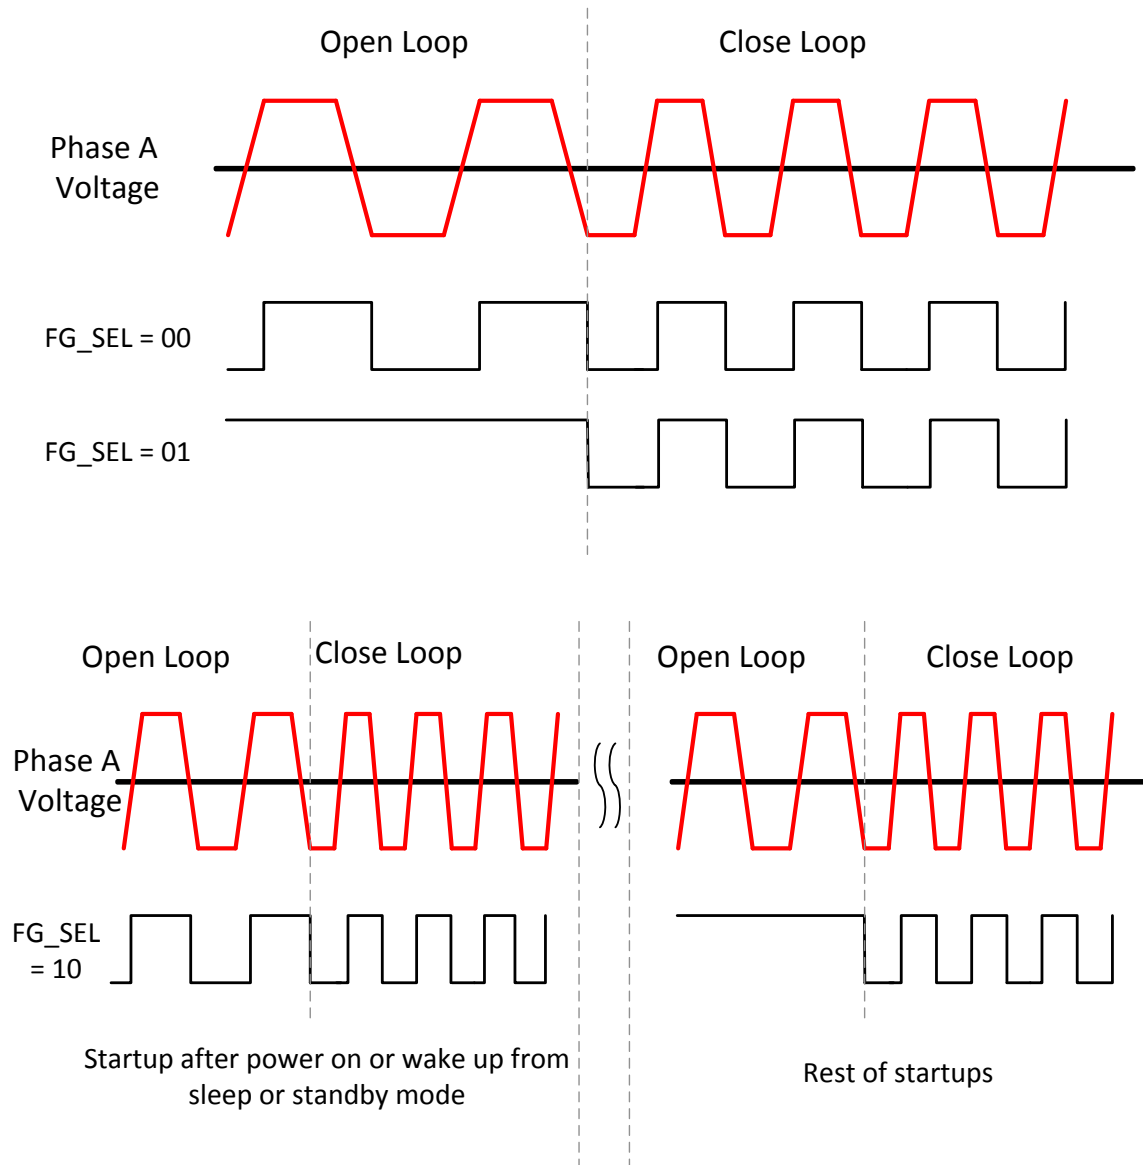 Open Loop
Close Loop
Phase A
Voltage
FG_SEL = 00
FG_SEL = 01
Open Loop
Close Loop
Open Loop
Close Loop
Phase A
Voltage
FG_SEL
= 10
Startup after power on or wake up from
sleep or standby mode
Rest of startups